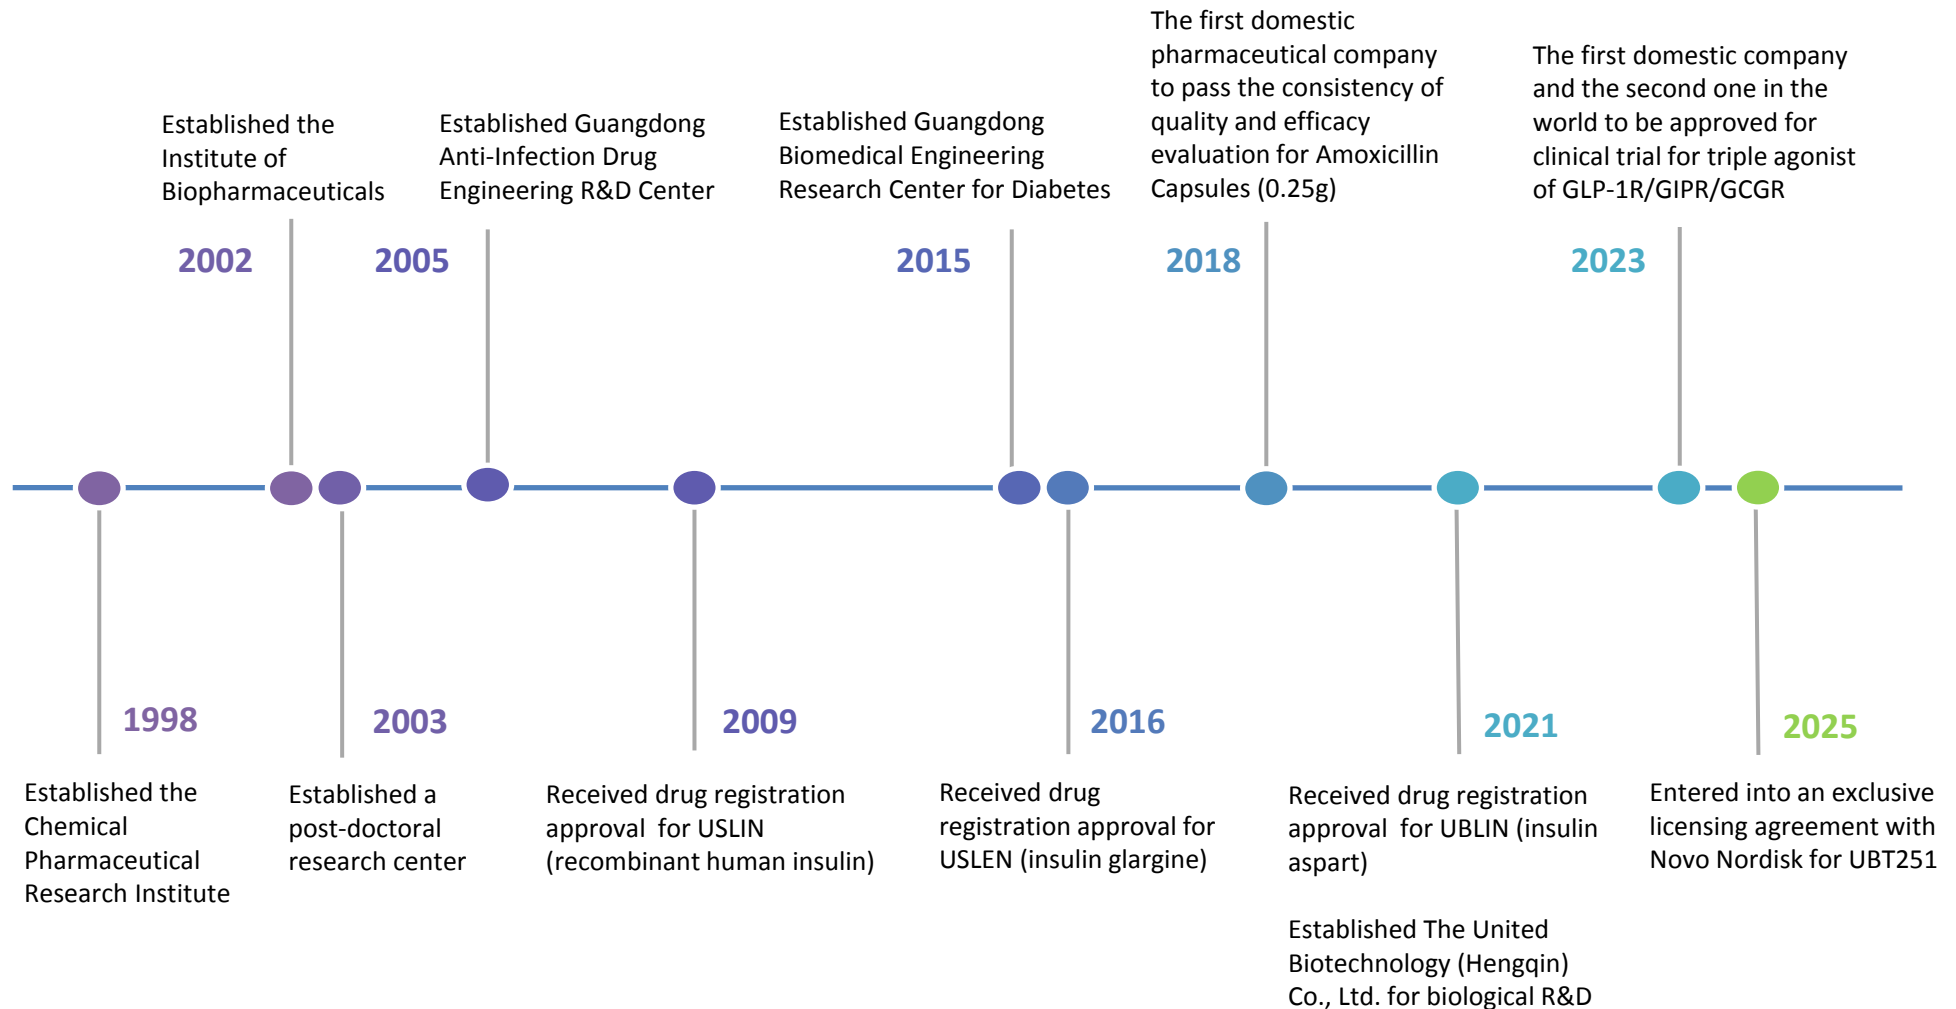 The first domestic
pharmaceutical company
to pass the consistency of
quality and efficacy
evaluation for Amoxicillin
Capsules (0.25g)
The first domestic company
and the second one in the
world to be approved for
clinical trial for triple agonist
of GLP-1R/GIPR/GCGR
Established the
Institute of
Biopharmaceuticals
Established Guangdong
Anti-Infection Drug
Engineering R&D Center
Established Guangdong
Biomedical Engineering
Research Center for Diabetes
2002
2005
2015
2018
2023
1998
2003
2009
2016
2021
2025
Established the
Chemical
Pharmaceutical
Research Institute
Established a
post-doctoral
research center
Received drug registration
approval for USLIN
(recombinant human insulin)
Received drug
registration approval for
USLEN (insulin glargine)
Received drug registration
approval for UBLIN (insulin
aspart)
Established The United
Biotechnology (Hengqin)
Co., Ltd. for biological R&D
Entered into an exclusive
licensing agreement with
Novo Nordisk for UBT251